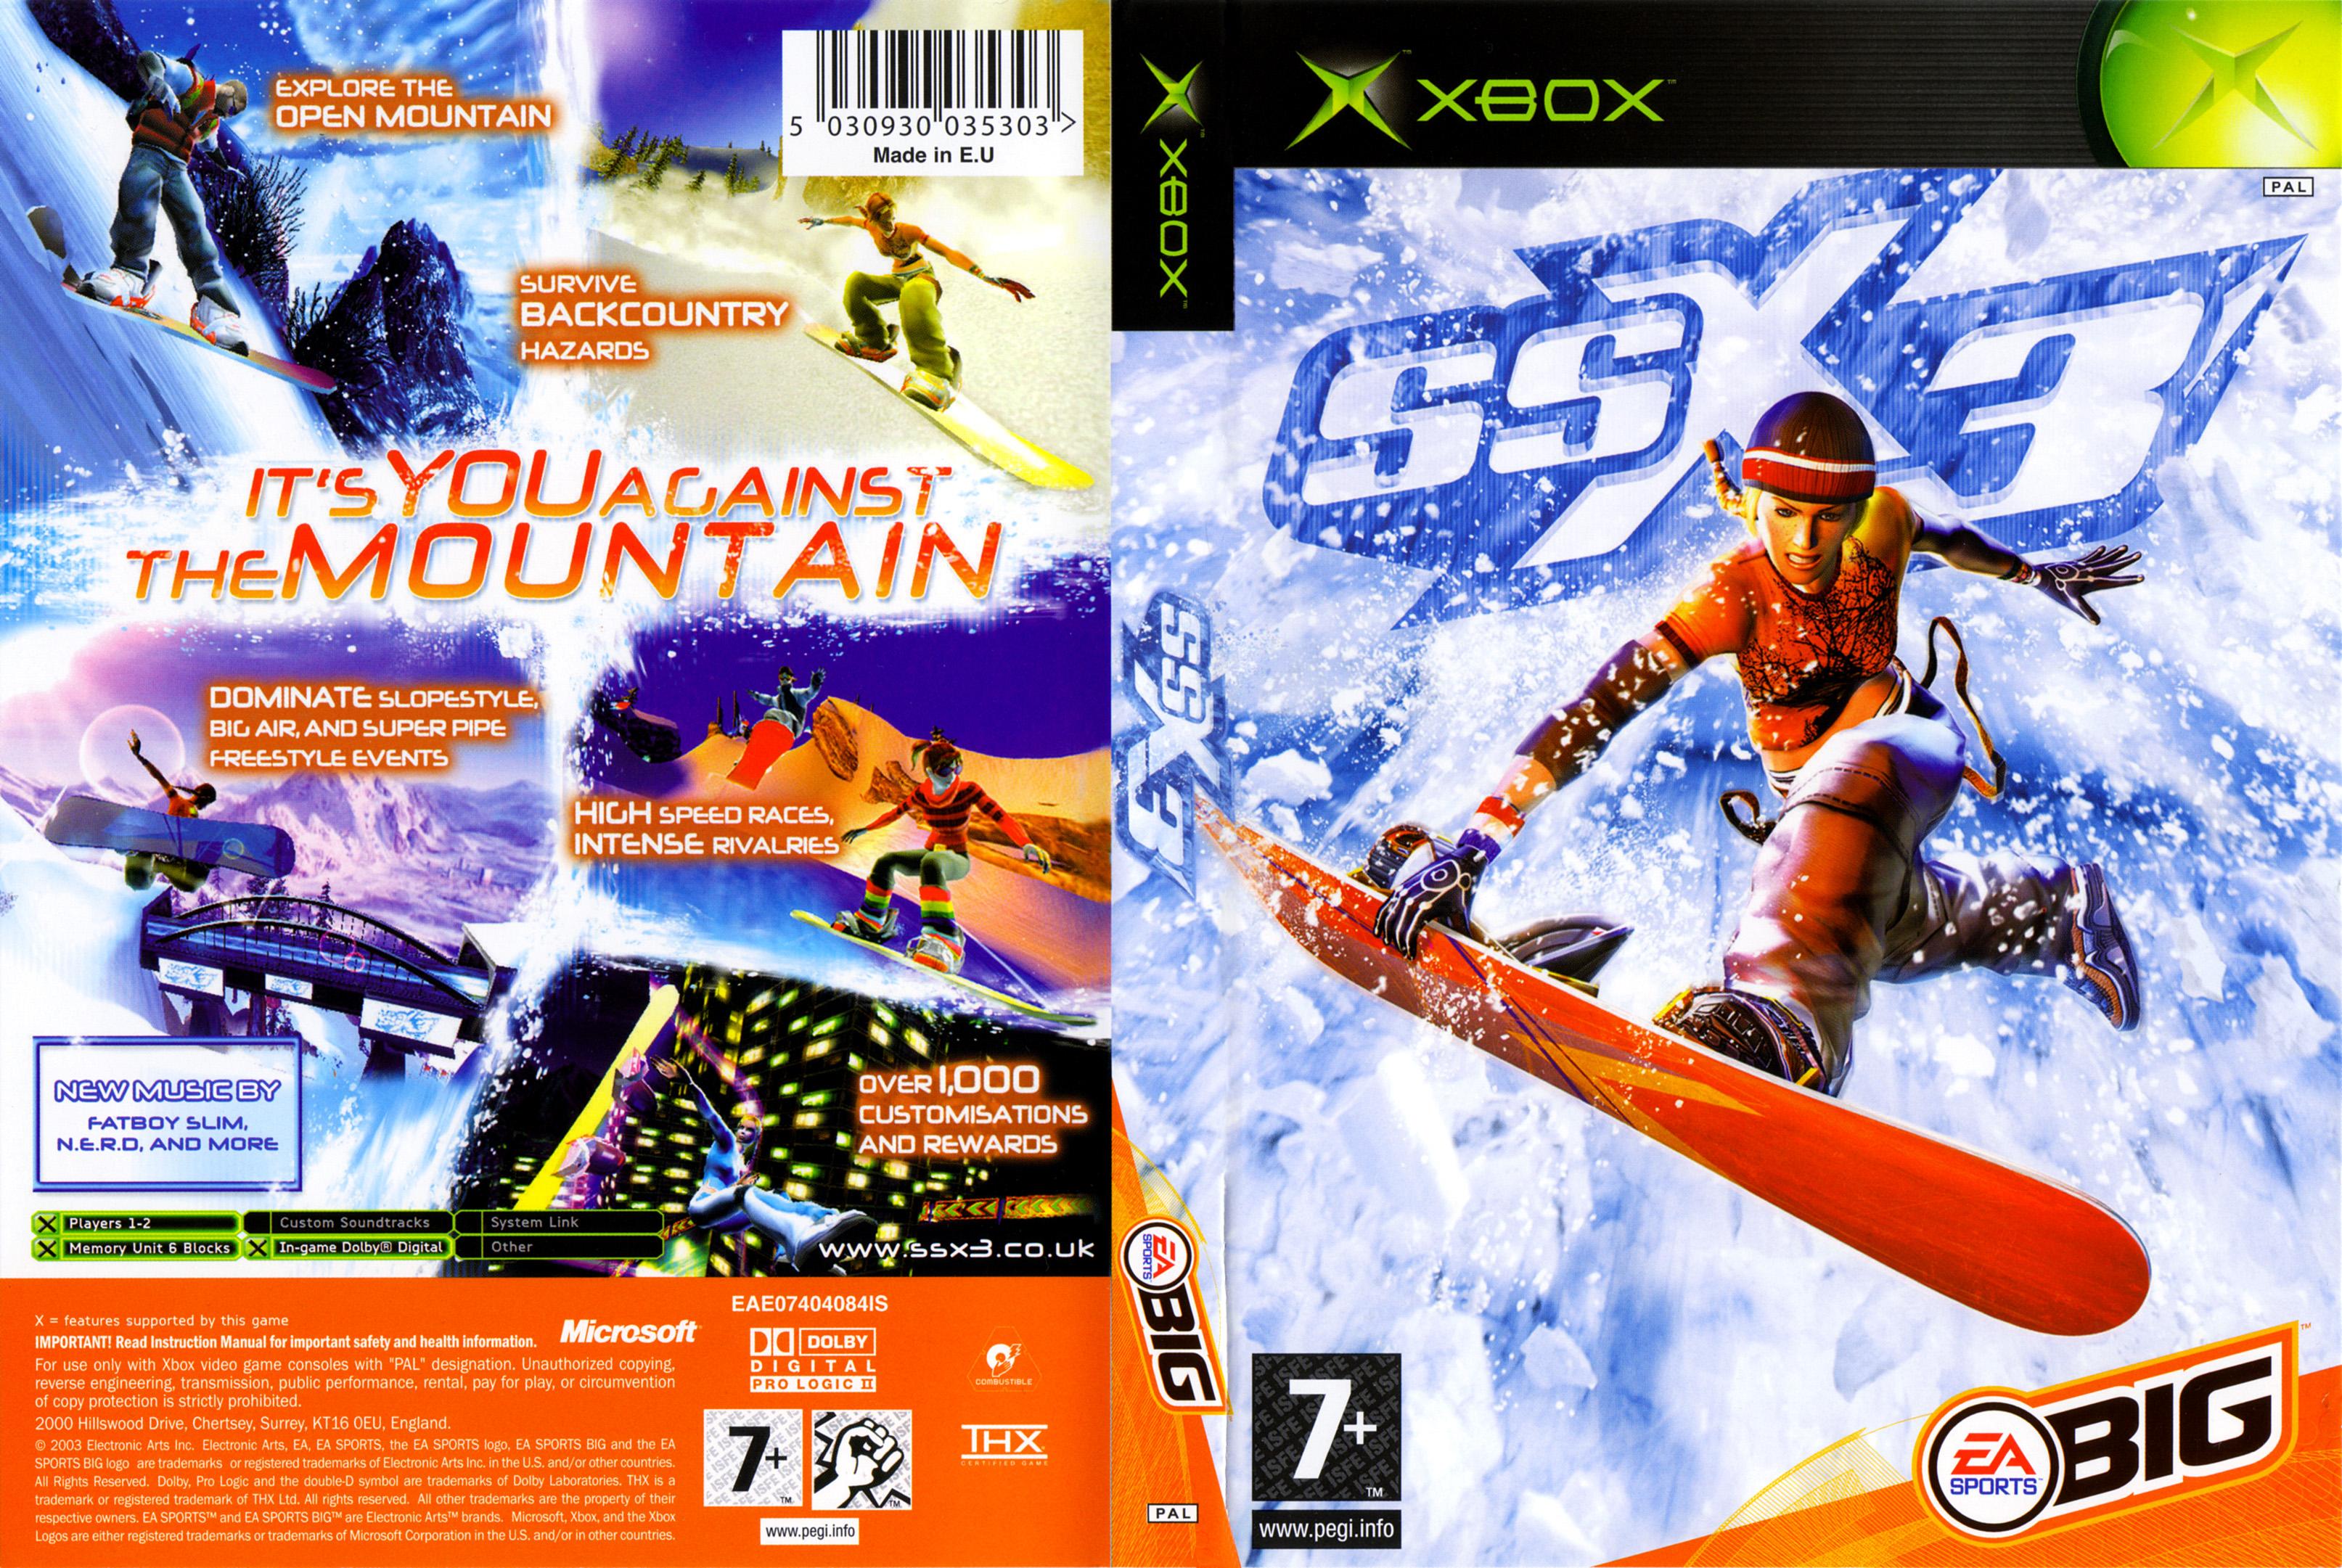 EXPLORE THE
OPEN MOUNTAIN
5 030930 035303 >
Made in E.U
SURVIVE
BACKCOUNTRY
HAZARDS
IT'S YOU AGAINST
THE MOUNTAIN
DOMINATE SLOPESTYLE,
BIG AIR, AND SUPER PIPE
FREESTYLE EVENTS
HIGH SPEED RACES,
INTENSE RIVALRIES
NEW MUSIC BY
FATBOY SLIM,
N.E.R.D, AND MORE
OVER 1,000
CUSTOMISATIONS
AND REWARDS
Players 1-2
Custom Soundtracks
System Link
Memory Unit 6 Blocks
In-game Dolby® Digital
Other
www.ssx3.co.uk
X = features supported by this game
IMPORTANT! Read Instruction Manual for important safety and health information.
For use only with Xbox video game consoles with "PAL" designation. Unauthorized copying,
reverse engineering, transmission, public performance, rental, pay for play, or circumvention
of copy protection is strictly prohibited.
2000 Hillswood Drive, Chertsey, Surrey, KT16 0EU, England.
© 2003 Electronic Arts Inc. Electronic Arts, EA, EA SPORTS, the EA SPORTS logo, EA SPORTS BIG and the EA
SPORTS BIG logo are trademarks or registered trademarks of Electronic Arts Inc. in the U.S. and/or other countries.
All Rights Reserved. Dolby, Pro Logic and the double-D symbol are trademarks of Dolby Laboratories. THX is a
trademark or registered trademark of THX Ltd. All rights reserved. All other trademarks are the property of their
respective owners. EA SPORTS™ and EA SPORTS BIG™ are Electronic Arts™ brands. Microsoft, Xbox, and the Xbox
Logos are either registered trademarks or trademarks of Microsoft Corporation in the U.S. and/or in other countries.
Microsoft
EAE07404084IS
DOLBY
DIGITAL
PRO LOGIC II
COMBUSTIBLE
7+™
™
www.pegi.info
THX
CERTIFIED GAME
XBOX™
SSX3
EA
SPORTS
BIG
PAL
XBOX™
PAL
SSX3
7+
™
www.pegi.info
EA
SPORTS™
BIG™